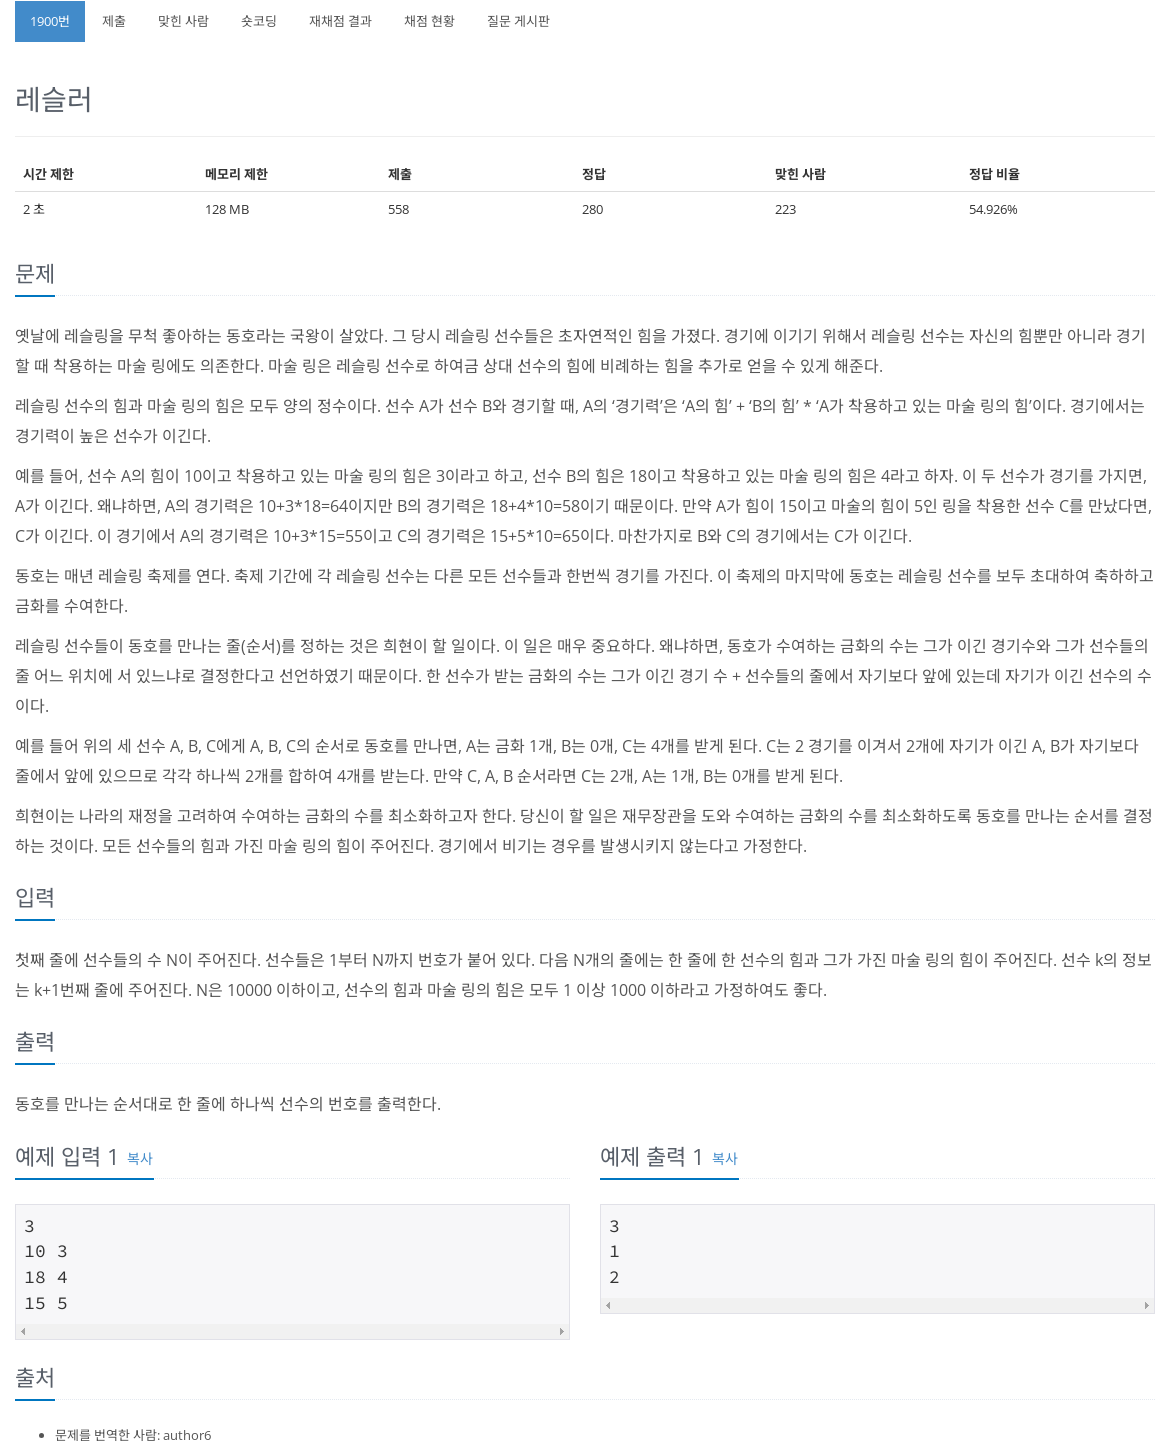 1900번 제출 맞힌 사람 숏코딩 재채점 결과 채점 현황 질문 게시판
레슬러
시간 제한 메모리 제한 제출 정답 맞힌 사람 정답 비율
2 초 128 MB 558 280 223 54.926%
문제
옛날에 레슬링을 무척 좋아하는 동호라는 국왕이 살았다. 그 당시 레슬링 선수들은 초자연적인 힘을 가졌다. 경기에 이기기 위해서 레슬링 선수는 자신의 힘뿐만 아니라 경기
할 때 착용하는 마술 링에도 의존한다. 마술 링은 레슬링 선수로 하여금 상대 선수의 힘에 비례하는 힘을 추가로 얻을 수 있게 해준다.
레슬링 선수의 힘과 마술 링의 힘은 모두 양의 정수이다. 선수 A가 선수 B와 경기할 때, A의 ‘경기력’은 ‘A의 힘’ + ‘B의 힘’ * ‘A가 착용하고 있는 마술 링의 힘’이다. 경기에서는
경기력이 높은 선수가 이긴다.
예를 들어, 선수 A의 힘이 10이고 착용하고 있는 마술 링의 힘은 3이라고 하고, 선수 B의 힘은 18이고 착용하고 있는 마술 링의 힘은 4라고 하자. 이 두 선수가 경기를 가지면,
A가 이긴다. 왜냐하면, A의 경기력은 10+3*18=64이지만 B의 경기력은 18+4*10=58이기 때문이다. 만약 A가 힘이 15이고 마술의 힘이 5인 링을 착용한 선수 C를 만났다면,
C가 이긴다. 이 경기에서 A의 경기력은 10+3*15=55이고 C의 경기력은 15+5*10=65이다. 마찬가지로 B와 C의 경기에서는 C가 이긴다.
동호는 매년 레슬링 축제를 연다. 축제 기간에 각 레슬링 선수는 다른 모든 선수들과 한번씩 경기를 가진다. 이 축제의 마지막에 동호는 레슬링 선수를 보두 초대하여 축하하고
금화를 수여한다.
레슬링 선수들이 동호를 만나는 줄(순서)를 정하는 것은 희현이 할 일이다. 이 일은 매우 중요하다. 왜냐하면, 동호가 수여하는 금화의 수는 그가 이긴 경기수와 그가 선수들의
줄 어느 위치에 서 있느냐로 결정한다고 선언하였기 때문이다. 한 선수가 받는 금화의 수는 그가 이긴 경기 수 + 선수들의 줄에서 자기보다 앞에 있는데 자기가 이긴 선수의 수
이다.
예를 들어 위의 세 선수 A, B, C에게 A, B, C의 순서로 동호를 만나면, A는 금화 1개, B는 0개, C는 4개를 받게 된다. C는 2 경기를 이겨서 2개에 자기가 이긴 A, B가 자기보다
줄에서 앞에 있으므로 각각 하나씩 2개를 합하여 4개를 받는다. 만약 C, A, B 순서라면 C는 2개, A는 1개, B는 0개를 받게 된다.
희현이는 나라의 재정을 고려하여 수여하는 금화의 수를 최소화하고자 한다. 당신이 할 일은 재무장관을 도와 수여하는 금화의 수를 최소화하도록 동호를 만나는 순서를 결정
하는 것이다. 모든 선수들의 힘과 가진 마술 링의 힘이 주어진다. 경기에서 비기는 경우를 발생시키지 않는다고 가정한다.
입력
첫째 줄에 선수들의 수 N이 주어진다. 선수들은 1부터 N까지 번호가 붙어 있다. 다음 N개의 줄에는 한 줄에 한 선수의 힘과 그가 가진 마술 링의 힘이 주어진다. 선수 k의 정보
는 k+1번째 줄에 주어진다. N은 10000 이하이고, 선수의 힘과 마술 링의 힘은 모두 1 이상 1000 이하라고 가정하여도 좋다.
출력
동호를 만나는 순서대로 한 줄에 하나씩 선수의 번호를 출력한다.
예제 입력 1 복사
3
10 3
18 4
15 5
예제 출력 1 복사
3
1
2
출처
문제를 번역한 사람: author6